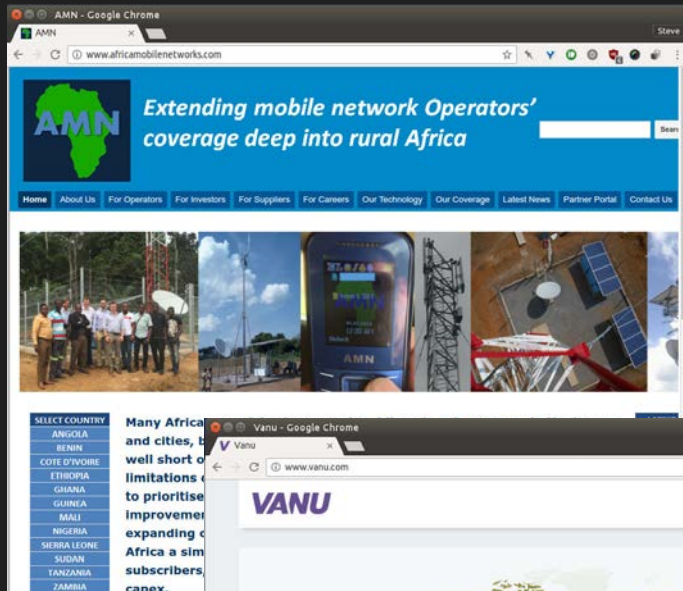 AMN - Google Chrome
AMN
Steve
www.africamobilenetworks.com
AMN
Extending mobile network Operators'
coverage deep into rural Africa
Home About Us For Operators For Investors For Suppliers For Careers Our Technology Our Coverage Latest News Partner Portal Contact Us
AMN
AMN
SELECT COUNTRY
ANGOLA
BENIN
COTE D'IVOIRE
ETHIOPIA
GHANA
GUINEA
MALI
NIGERIA
SIERRA LEONE
SUDAN
TANZANIA
ZAMBIA
Many Africa
and cities, b
well short o
limitations
to prioritise
improvemen
expanding
Africa a sim
subscribers,
capex.
Vanu - Google Chrome
Vanu
www.vanu.com
VANU